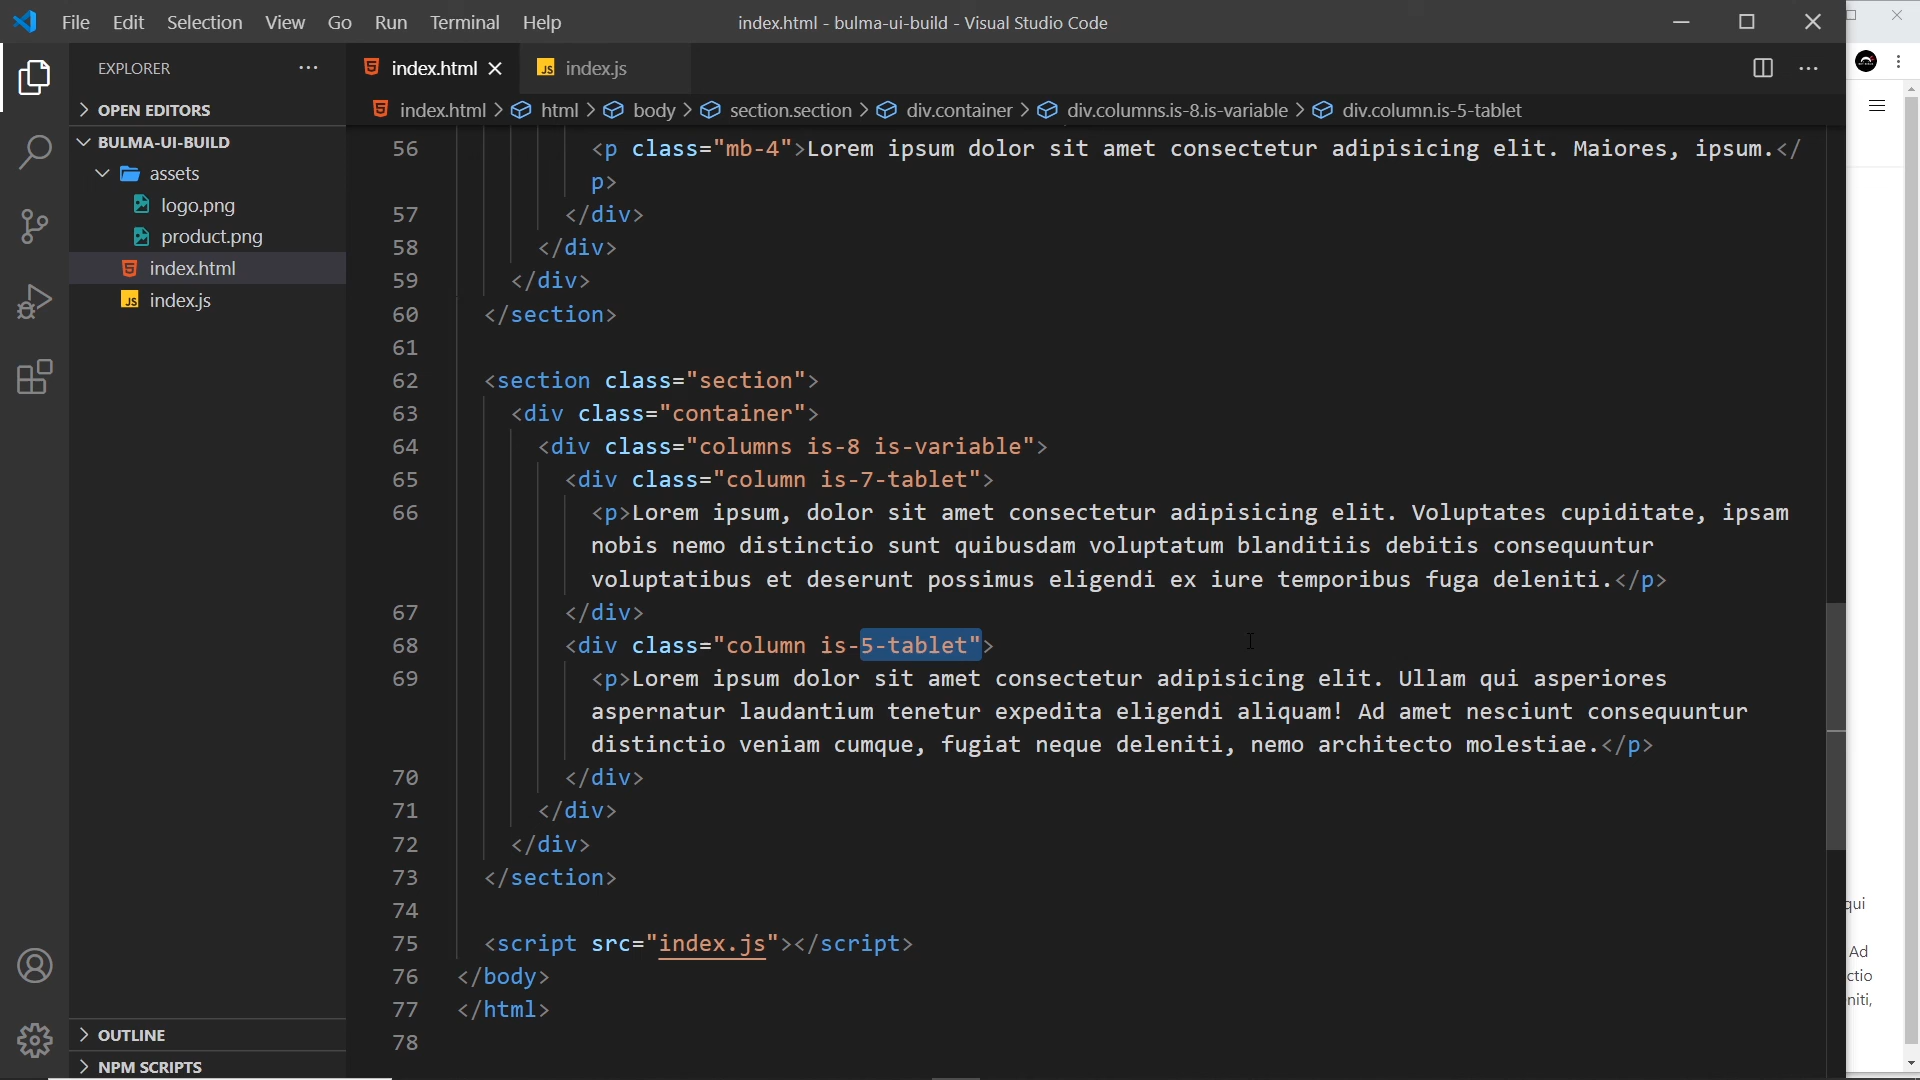 File Edit Selection View Go Run Terminal Help
index.html - bulma-ui-build - Visual Studio Code
EXPLORER
index.html
JS index.js
OPEN EDITORS
index.html > html > body > section.section > div.container > div.columns.is-8.is-variable > div.column.is-5-tablet
BULMA-UI-BUILD
assets
logo.png
product.png
index.html
JS index.js
OUTLINE
NPM SCRIPTS
56 <p class="mb-4">Lorem ipsum dolor sit amet consectetur adipisicing elit. Maiores, ipsum.</
p>
57 </div>
58 </div>
59 </div>
60 </section>
61
62 <section class="section">
63 <div class="container">
64 <div class="columns is-8 is-variable">
65 <div class="column is-7-tablet">
66 <p>Lorem ipsum, dolor sit amet consectetur adipisicing elit. Voluptates cupiditate, ipsam
nobis nemo distinctio sunt quibusdam voluptatum blanditiis debitis consequuntur
voluptatibus et deserunt possimus eligendi ex iure temporibus fuga deleniti.</p>
67 </div>
68 <div class="column is-5-tablet">
69 <p>Lorem ipsum dolor sit amet consectetur adipisicing elit. Ullam qui asperiores
aspernatur laudantium tenetur expedita eligendi aliquam! Ad amet nesciunt consequuntur
distinctio veniam cumque, fugiat neque deleniti, nemo architecto molestiae.</p>
70 </div>
71 </div>
72 </div>
73 </section>
74
75 <script src="index.js"></script>
76 </body>
77 </html>
78
qui
Ad
ctio
niti,